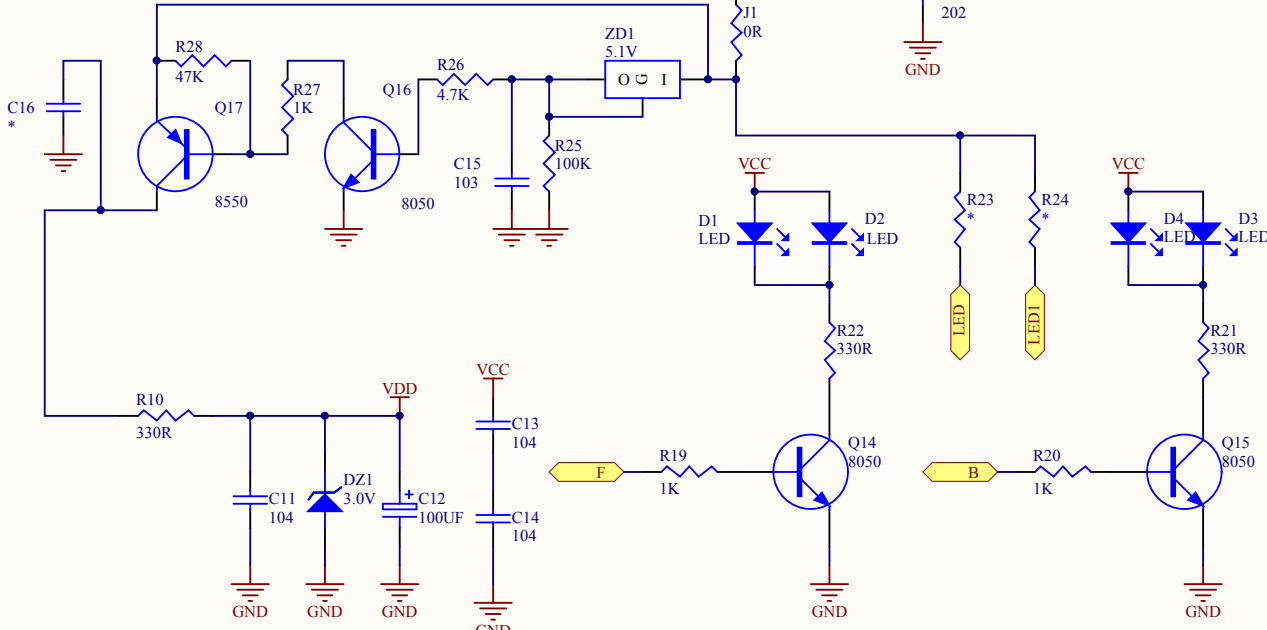 J1
0R
202
GND
ZD1
5.1V
O G I
R28
47K
Q17
R27
1K
Q16
R26
4.7K
C16
*
8550
8050
C15
103
R25
100K
VCC
D1
LED
D2
LED
R23
*
R24
*
VCC
D4
LED
D3
LED
LED
LED1
R22
330R
R21
330R
R10
330R
VDD
VCC
C13
104
C14
104
C11
104
DZ1
3.0V
+
C12
100UF
F
R19
1K
Q14
8050
B
R20
1K
Q15
8050
GND
GND
GND
GND
GND
GND